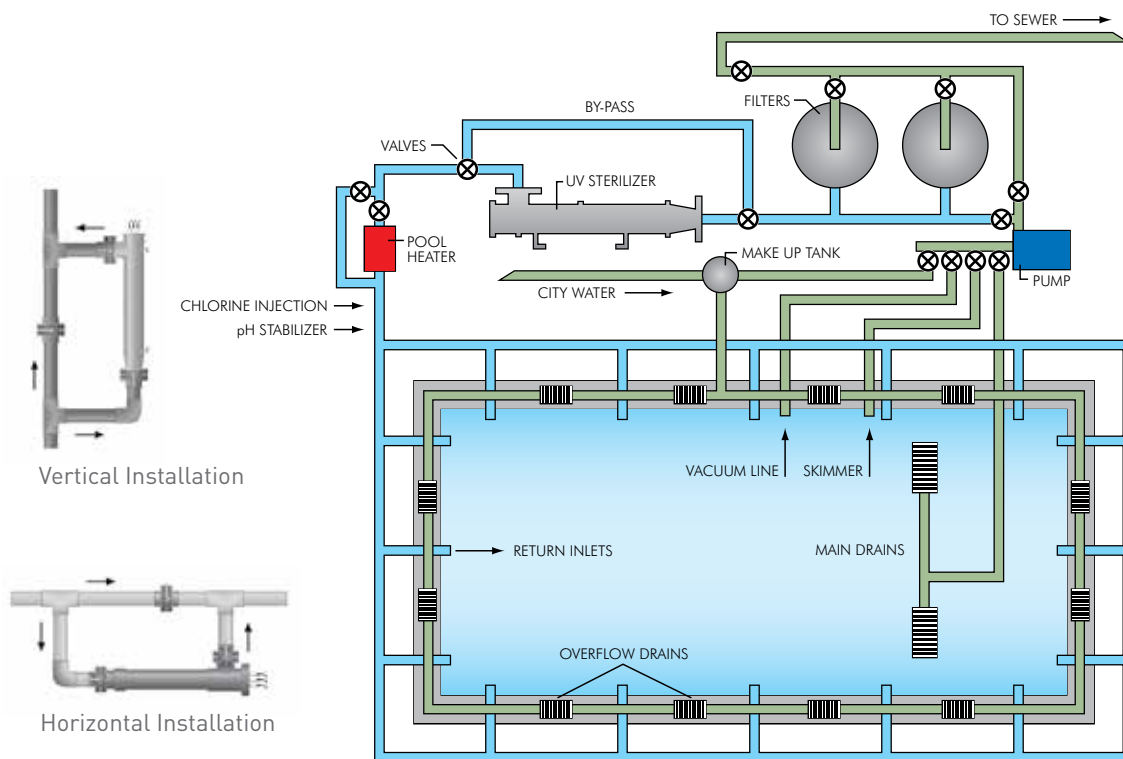 TO SEWER
FILTERS
BY-PASS
VALVES
UV STERILIZER
POOL
HEATER
MAKE UP TANK
PUMP
CITY WATER
CHLORINE INJECTION
pH STABILIZER
Vertical Installation
VACUUM LINE
SKIMMER
RETURN INLETS
MAIN DRAINS
OVERFLOW DRAINS
Horizontal Installation